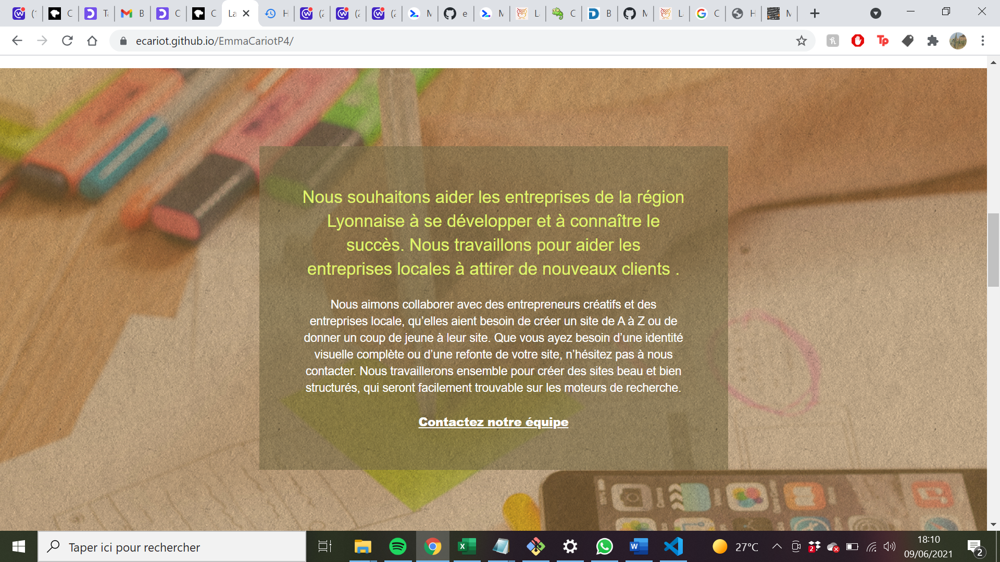 La
ecariot.github.io/EmmaCariotP4/
Nous souhaitons aider les entreprises de la région
Lyonnaise à se développer et à connaître le
succès. Nous travaillons pour aider les
entreprises locales à attirer de nouveaux clients .
Nous aimons collaborer avec des entrepreneurs créatifs et des
entreprises locale, qu’elles aient besoin de créer un site de A à Z ou de
donner un coup de jeune à leur site. Que vous ayez besoin d’une identité
visuelle complète ou d’une refonte de votre site, n’hésitez pas à nous
contacter. Nous travaillerons ensemble pour créer des sites beau et bien
structurés, qui seront facilement trouvable sur les moteurs de recherche.
Contactez notre équipe
Taper ici pour rechercher
27°C
18:10
09/06/2021
2